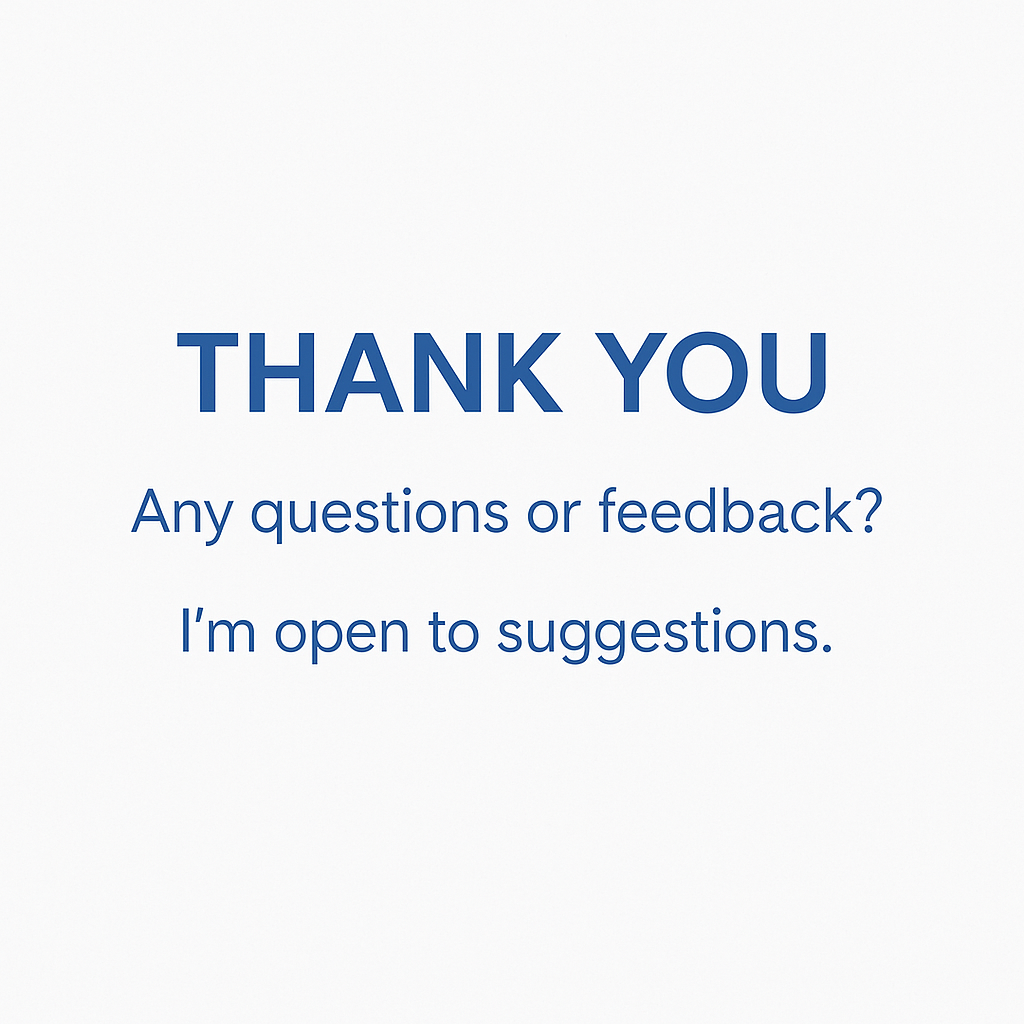 THANK YOU
Any questions or feedback?
I’m open to suggestions.